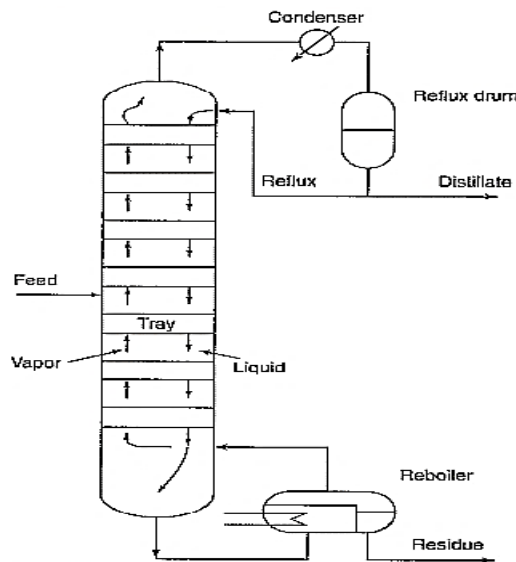 Condenser
Reflux drum
Reflux
Distillate
Feed
Tray
Vapor
Liquid
Reboiler
Residue